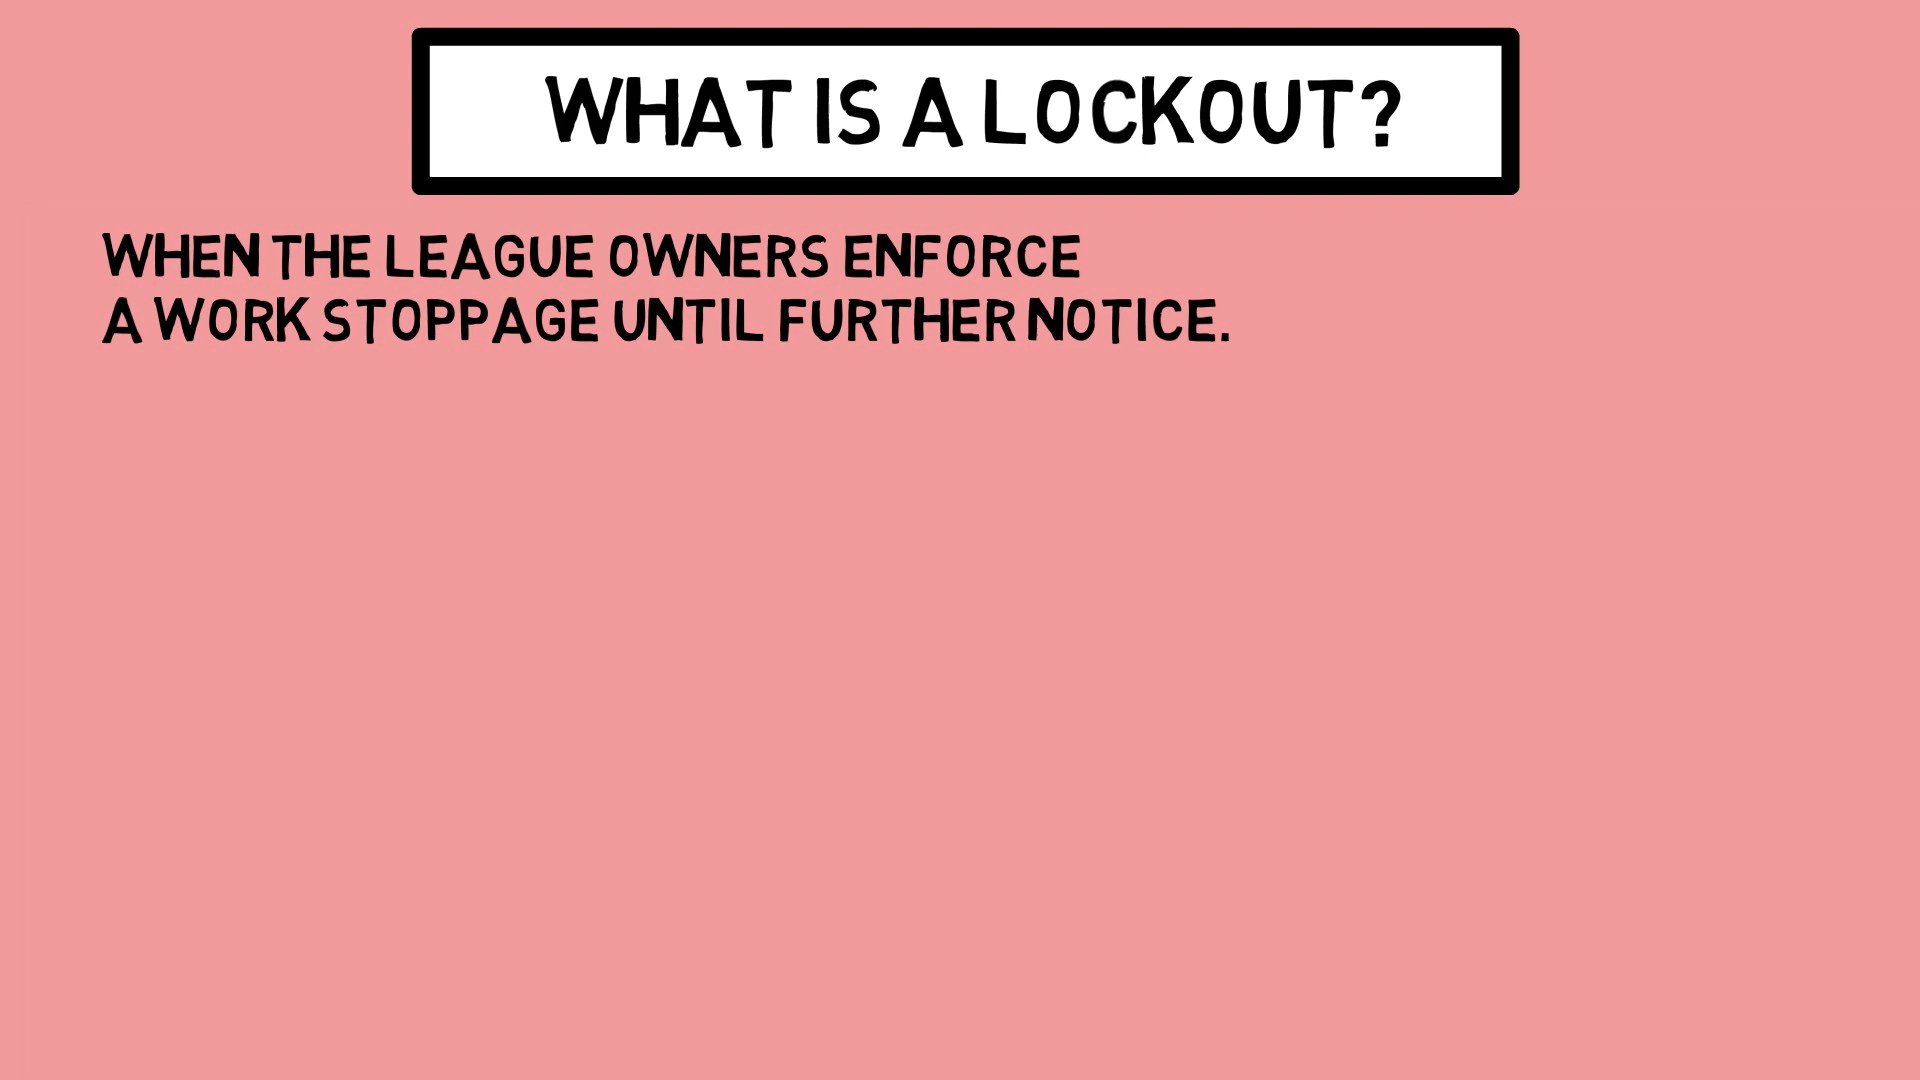 WHAT IS A LOCKOUT?
WHEN THE LEAGUE OWNERS ENFORCE
A WORK STOPPAGE UNTIL FURTHER NOTICE.